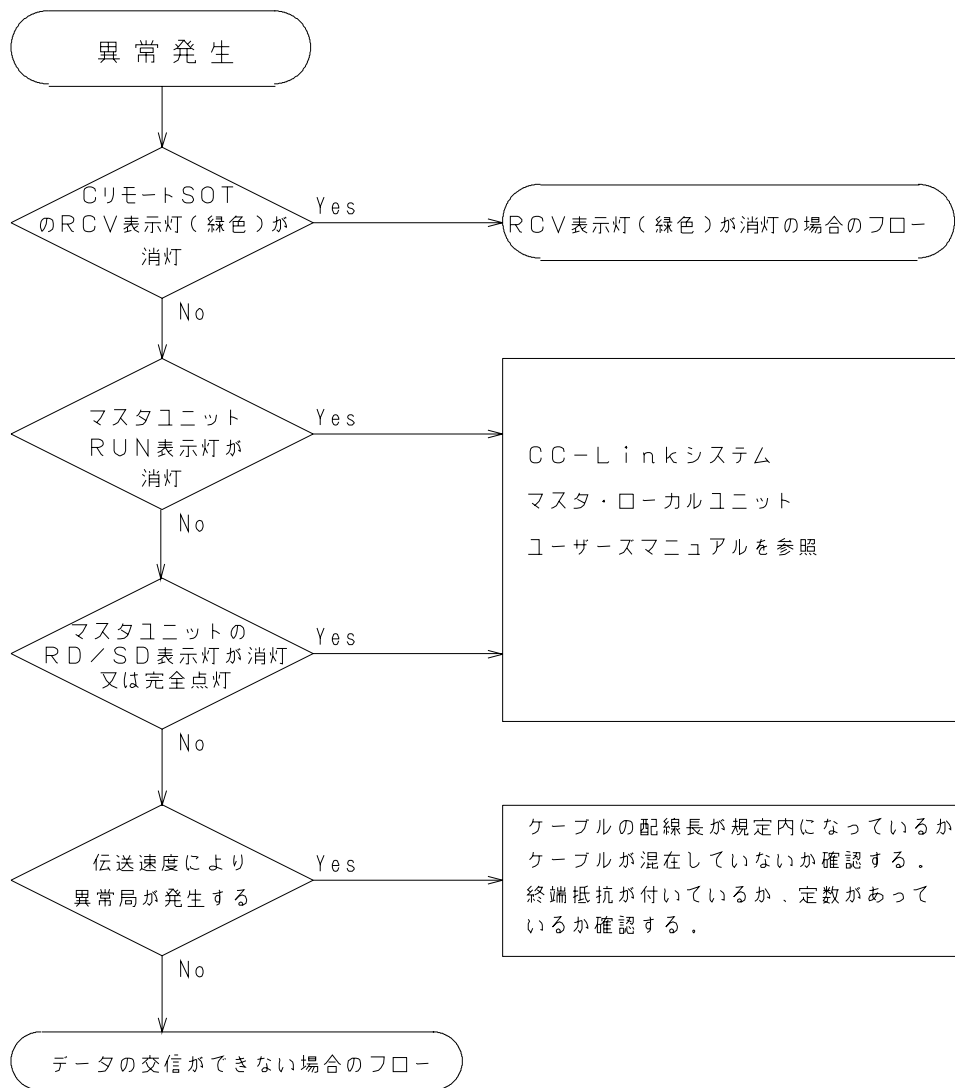 異常発生
CリモートSOT
のRCV表示灯(緑色)が
消灯
Yes
RCV表示灯(緑色)が消灯の場合のフロー
No
マスタユニット
RUN表示灯が
消灯
Yes
CC-Linkシステム
マスタ・ローカルユニット
ユーザーズマニュアルを参照
No
マスタユニットの
RD/SD表示灯が消灯
又は完全点灯
Yes
No
伝送速度により
異常局が発生する
Yes
ケーブルの配線長が規定内になっているか
ケーブルが混在していないか確認する.
終端抵抗が付いているか、定数があって
いるか確認する.
No
データの交信ができない場合のフロー